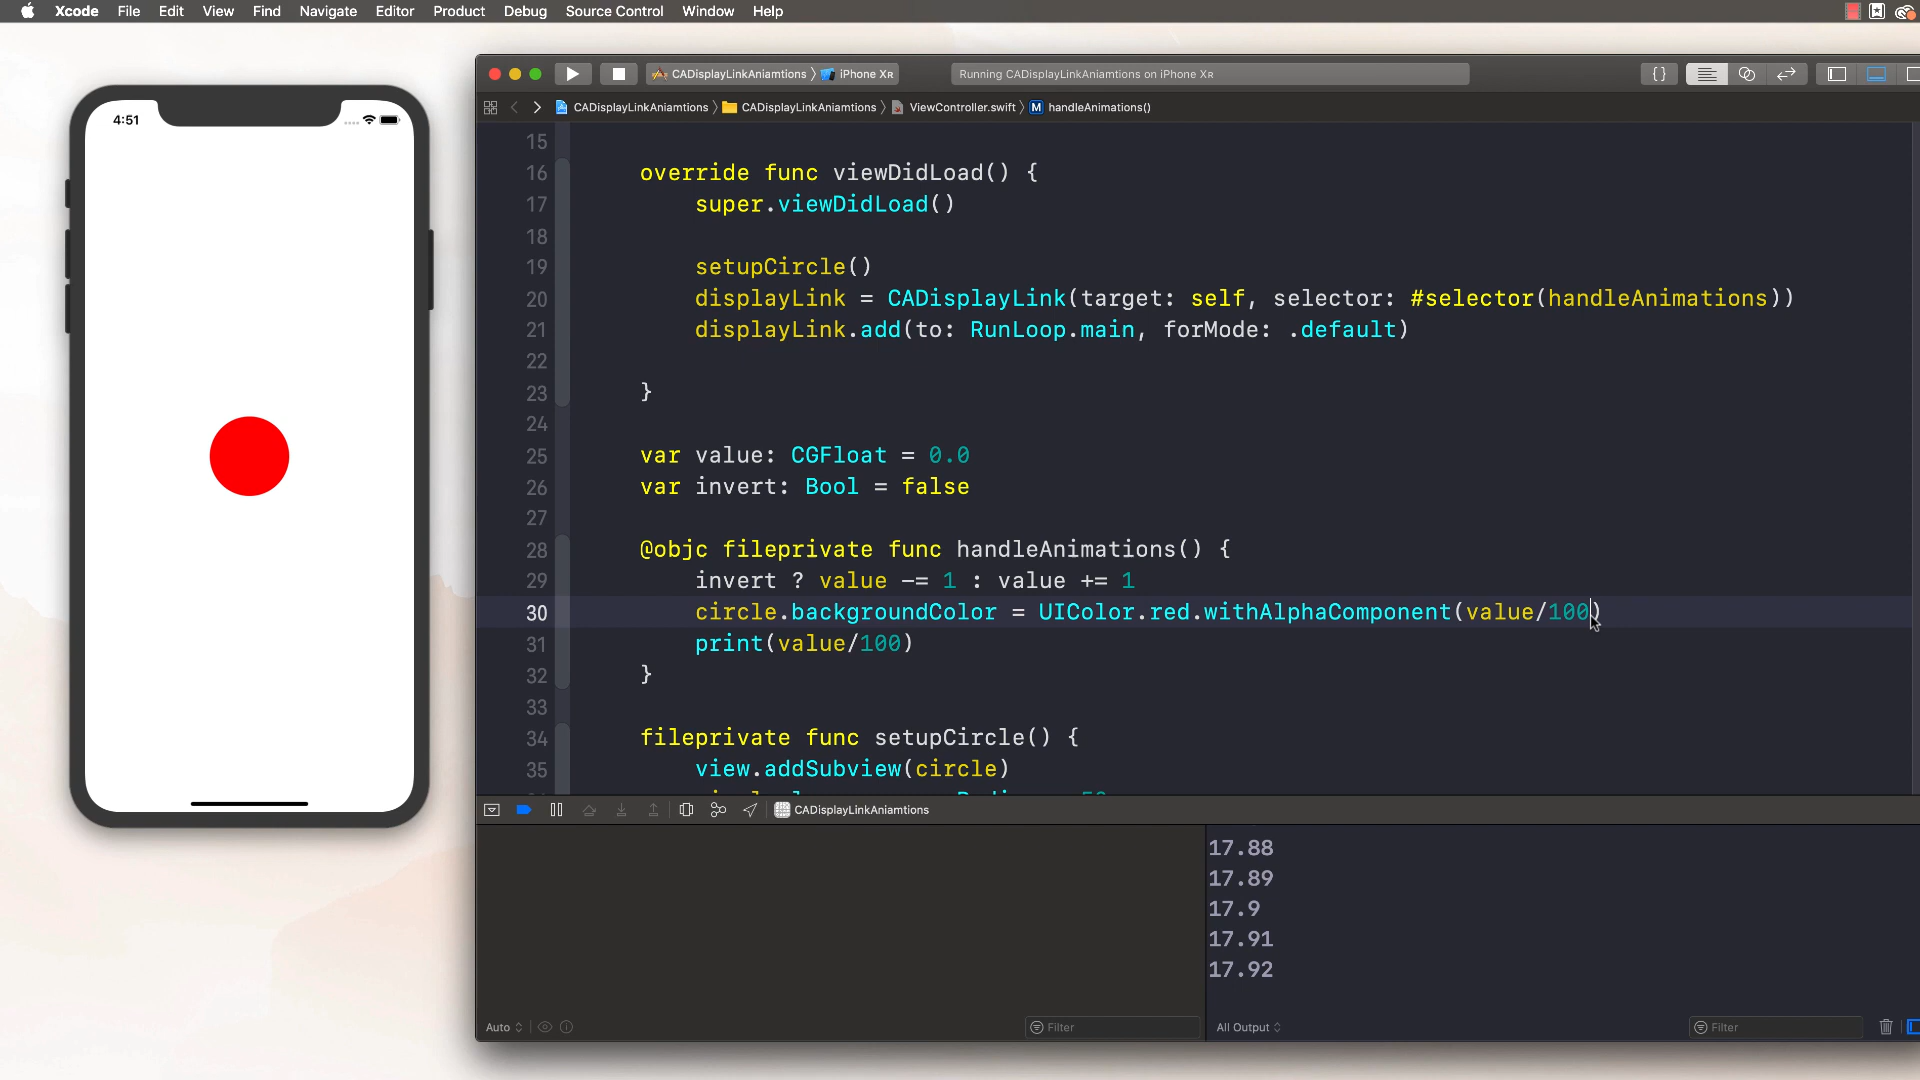 Xcode File Edit View Find Navigate Editor Product Debug Source Control Window Help
4:51
CADisplayLinkAniamtions iPhone XR
Running CADisplayLinkAniamtions on iPhone XR
CADisplayLinkAniamtions CADisplayLinkAniamtions ViewController.swift M handleAnimations()
15
16 override func viewDidLoad() {
17 super.viewDidLoad()
18
19 setupCircle()
20 displayLink = CADisplayLink(target: self, selector: #selector(handleAnimations))
21 displayLink.add(to: RunLoop.main, forMode: .default)
22
23 }
24
25 var value: CGFloat = 0.0
26 var invert: Bool = false
27
28 @objc fileprivate func handleAnimations() {
29 invert ? value -= 1 : value += 1
30 circle.backgroundColor = UIColor.red.withAlphaComponent(value/100)
31 print(value/100)
32 }
33
34 fileprivate func setupCircle() {
35 view.addSubview(circle)
CADisplayLinkAniamtions
17.88
17.89
17.9
17.91
17.92
Auto Filter All Output Filter